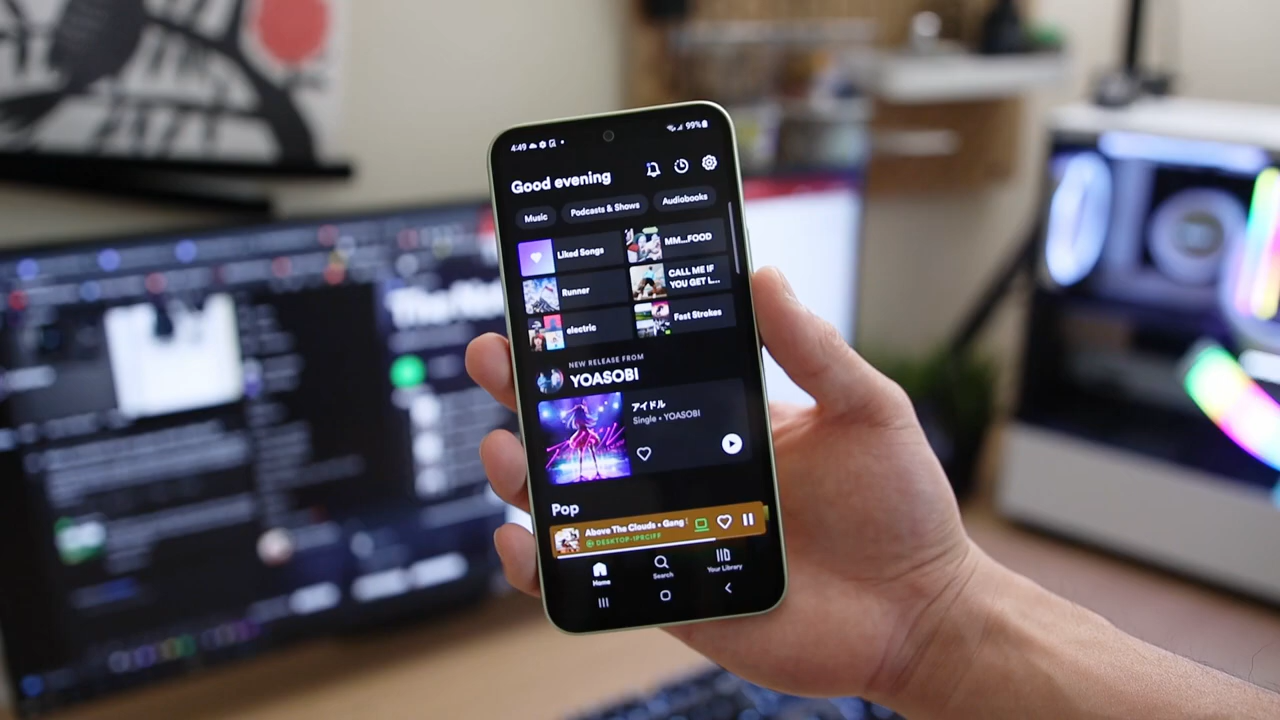 4:49
99%
Good evening
Music
Podcasts & Shows
Audiobooks
Liked Songs
MM...FOOD
Runner
CALL ME IF
YOU GET L...
electric
Fast Strokes
NEW RELEASE FROM
YOASOBI
アイドル
Single • YOASOBI
Pop
Above The Clouds • Gang
DESKTOP-1P8CIFF
Home
Search
Your Library